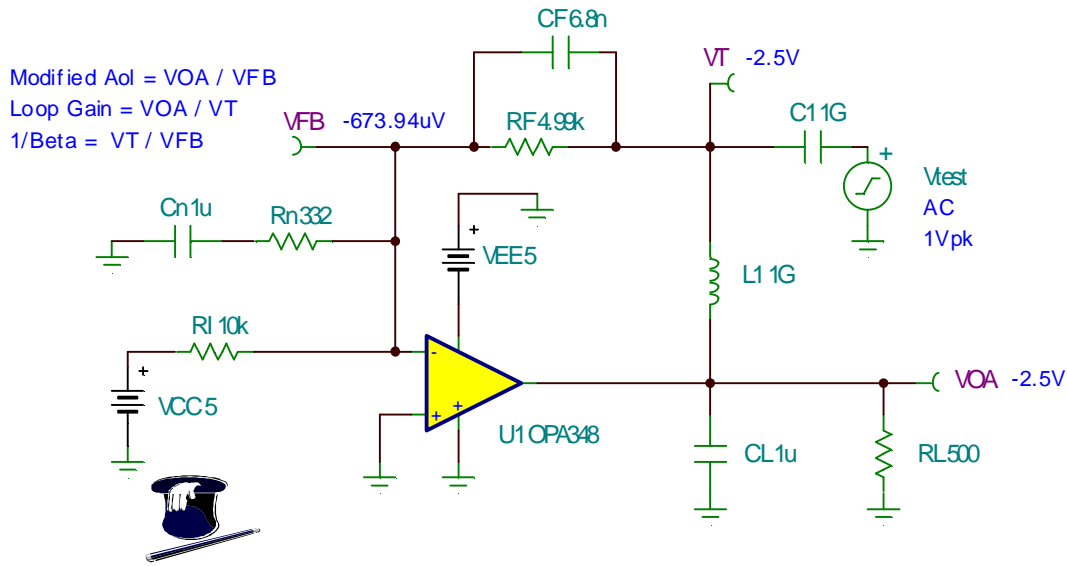 CF 6.8n
VT -2.5V
Modified Aol = VOA / VFB
Loop Gain = VOA / VT
1/Beta = VT / VFB
VFB -673.94uV
RF 4.99k
C1 1G
+
Vtest
AC
1Vpk
Cn 1u
Rn 332
+
VEE 5
L1 1G
RI 10k
+
-
VCC 5
+
+
VOA -2.5V
U1 OPA348
CL 1u
RL 500